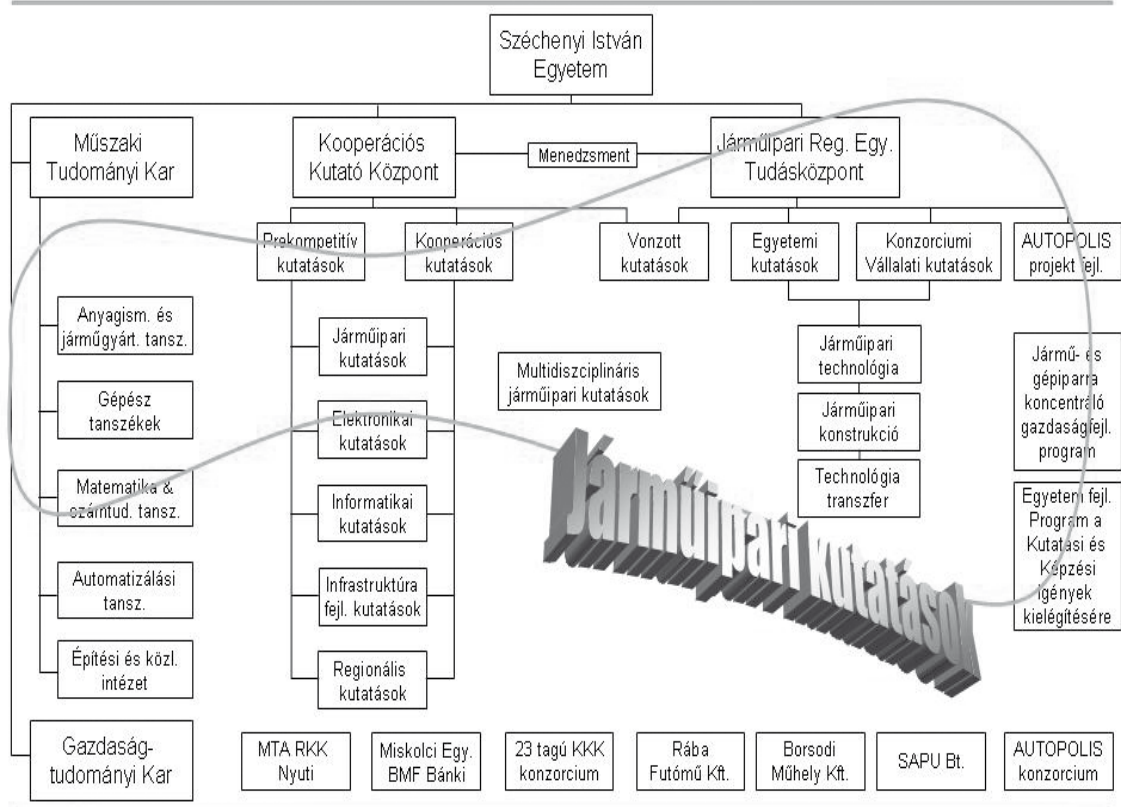 Széchenyi István
Egyetem
Műszaki
Tudományi Kar
Kooperációs
Kutató Központ
Menedzsment
Járműipari Reg. Egy.
Tudásközpont
Prekompetitív
kutatások
Kooperációs
kutatások
Vonzott
kutatások
Egyetemi
kutatások
Konzorciumi
Vállalati kutatások
AUTOPOLIS
projekt fejl.
Anyagism. és
járműgyárt. tansz.
Gépész
tanszékek
Matematika &
számtud. tansz.
Automatizálási
tansz.
Építési és közl.
intézet
Járműipari
kutatások
Elektronikai
kutatások
Informatikai
kutatások
Infrastruktúra
fejl. kutatások
Regionális
kutatások
Multidiszciplináris
járműipari kutatások
Járműipari
technológia
Járműipari
konstrukció
Technológia
transzfer
Jármű- és
gépiparra
koncentráló
gazdaságfejl.
program
Egyetem fejl.
Program a
Kutatási és
Képzési
igények
kielégítésére
Járműipari kutatások
Gazdaság-
tudományi Kar
MTA RKK
Nyuti
Miskolci Egy.
BMF Bánki
23 tagú KKK
konzorcium
Rába
Futómű Kft.
Borsodi
Műhely Kft.
SAPU Bt.
AUTOPOLIS
konzorcium